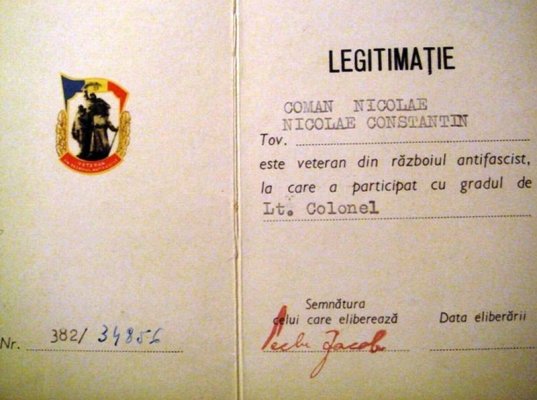 VETERAN
Nr. 382/ 34856
LEGITIMAȚIE
COMAN NICOLAE
NICOLAE CONSTANTIN
Tov.
este veteran din războiul antifascist,
la care a participat cu gradul de
Lt. Colonel
Semnătura
celui care eliberează
Data eliberării